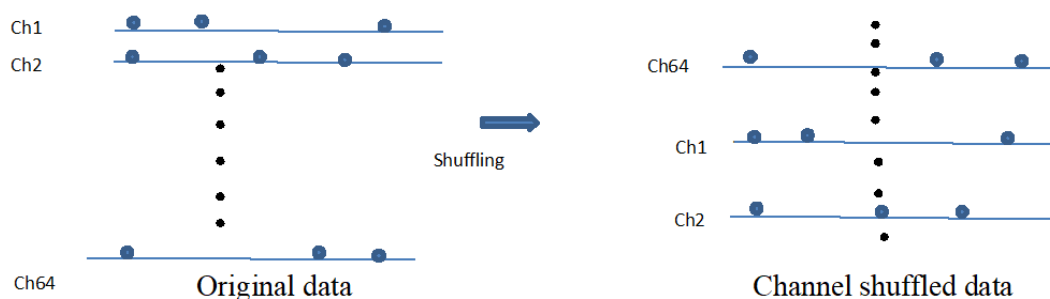 Ch1
Ch2
Ch64
Original data
Shuffling
Ch64
Ch1
Ch2
Channel shuffled data